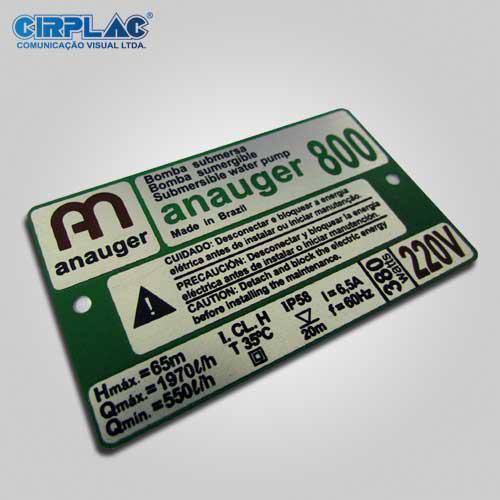 CIRPLAC®
COMUNICAÇÃO VISUAL LTDA.
anauger
Bomba submersa
Bomba sumergible
Submersible water pump
anauger 800
Made in Brazil
CUIDADO: Desconectar e bloquear a energia
elétrica antes de instalar ou iniciar manutenção.
PRECAUCIÓN: Desconectar y bloquear la energía
eléctrica antes de instalar o iniciar manutención.
CAUTION: Detach and block the electric energy
before installing the maintenance.
Hmáx.=65m
Qmáx.=1970ℓ/h
Qmín.=550ℓ/h
I. CL. H
T 35ºC
IP58
20m
I=6,5A
f=60Hz
380
watts
220V